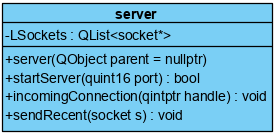 server
-LSockets : QList<socket*>
+server(QObject parent = nullptr)
+startServer(quint16 port) : bool
+incomingConnection(qintptr handle) : void
+sendRecent(socket s) : void